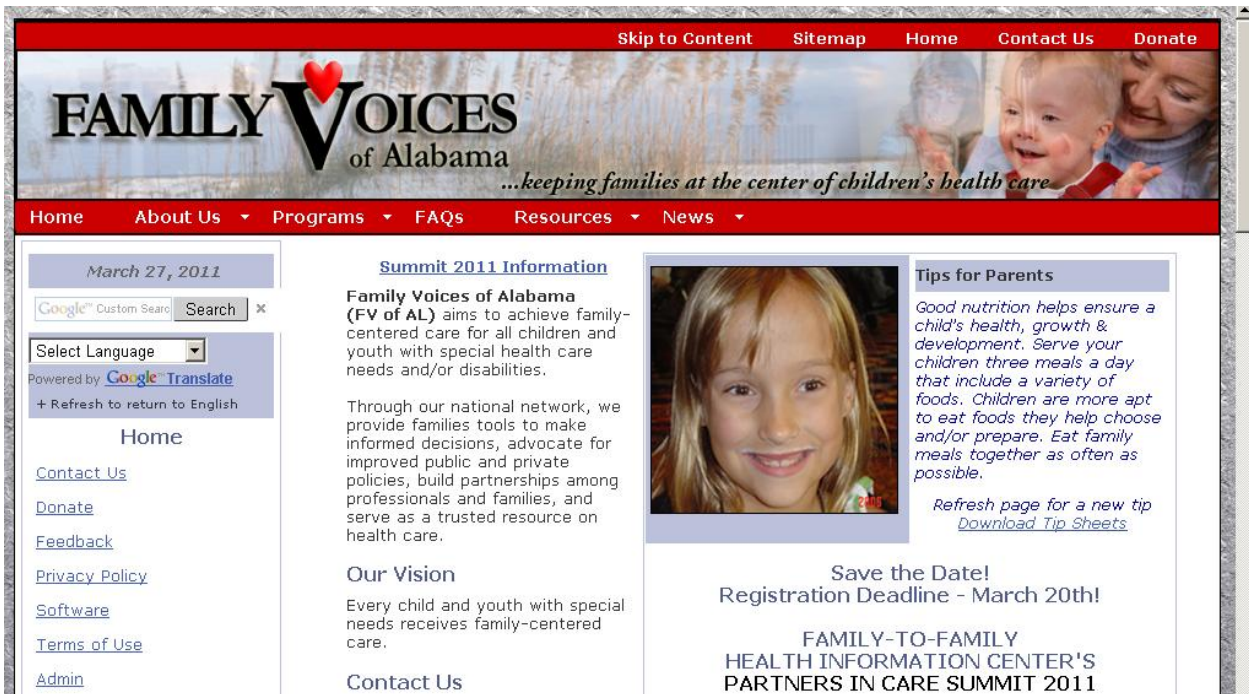 Skip to Content Sitemap Home Contact Us Donate
FAMILY VOICES
of Alabama
...keeping families at the center of children's health care
Home About Us Programs FAQs Resources News
March 27, 2011
Google™ Custom Searc Search ×
Select Language
Powered by Google™ Translate
+ Refresh to return to English
Home
Contact Us
Donate
Feedback
Privacy Policy
Software
Terms of Use
Admin
Summit 2011 Information
Family Voices of Alabama
(FV of AL) aims to achieve family-
centered care for all children and
youth with special health care
needs and/or disabilities.
Through our national network, we
provide families tools to make
informed decisions, advocate for
improved public and private
policies, build partnerships among
professionals and families, and
serve as a trusted resource on
health care.
Our Vision
Every child and youth with special
needs receives family-centered
care.
Contact Us
2006
Tips for Parents
Good nutrition helps ensure a
child's health, growth &
development. Serve your
children three meals a day
that include a variety of
foods. Children are more apt
to eat foods they help choose
and/or prepare. Eat family
meals together as often as
possible.
Refresh page for a new tip
Download Tip Sheets
Save the Date!
Registration Deadline - March 20th!
FAMILY-TO-FAMILY
HEALTH INFORMATION CENTER'S
PARTNERS IN CARE SUMMIT 2011